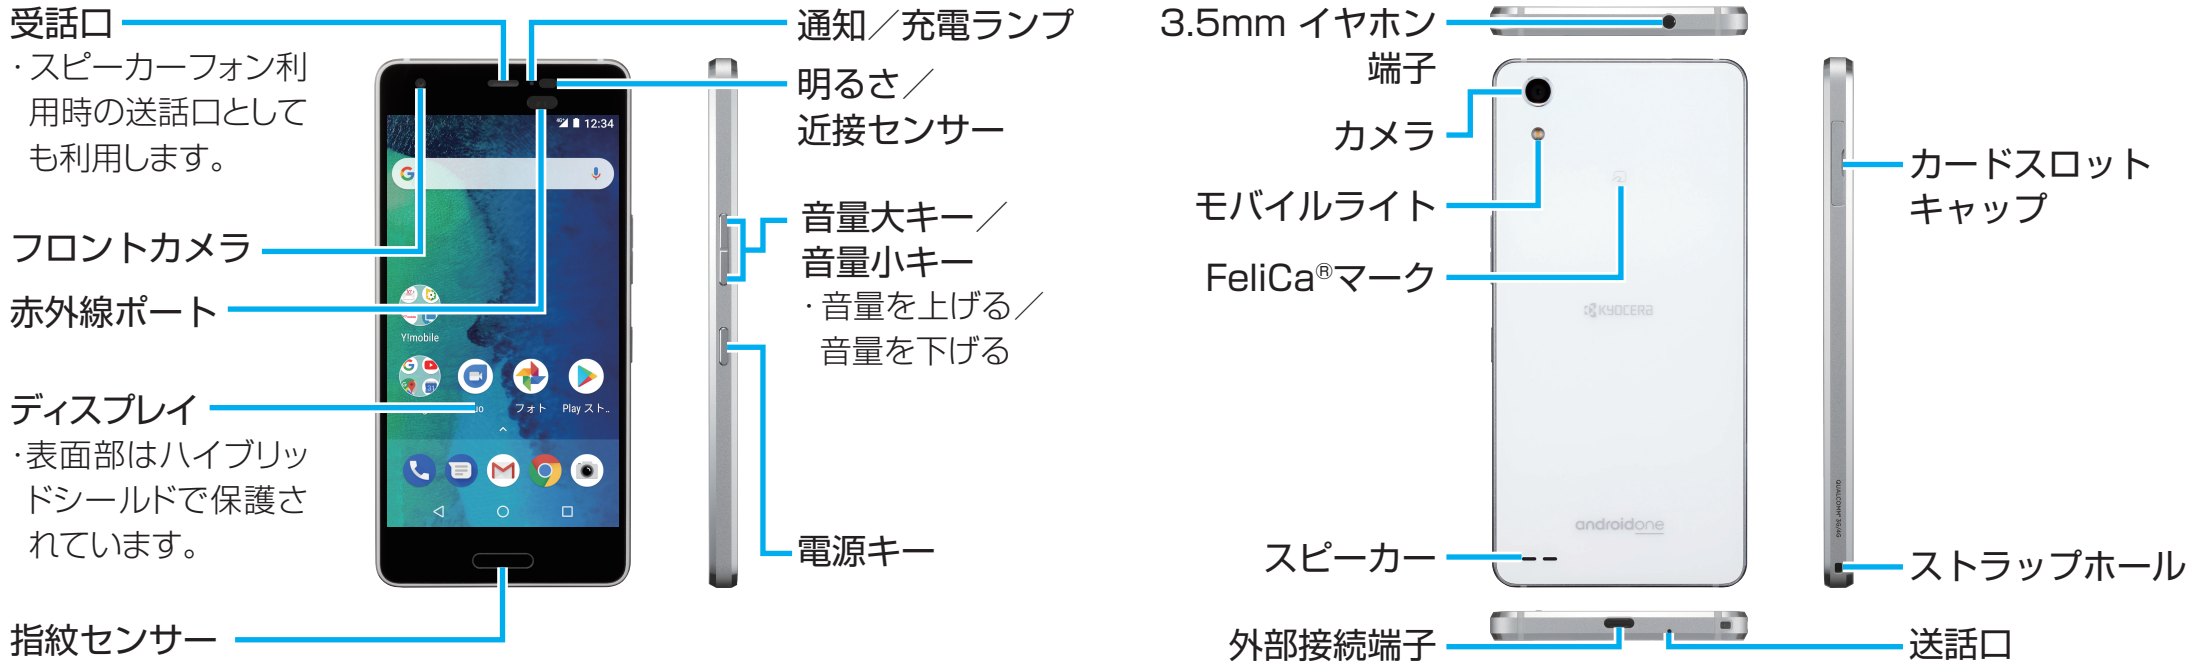 受話口
・スピーカーフォン利
用時の送話口として
も利用します。
フロントカメラ
赤外線ポート
ディスプレイ
・表面部はハイブリッ
ドシールドで保護さ
れています。
指紋センサー
12:34
Y!mobile
フォト
Play スト..
通知／充電ランプ
明るさ／
近接センサー
音量大キー／
音量小キー
・音量を上げる／
音量を下げる
電源キー
3.5mm イヤホン
端子
カメラ
モバイルライト
FeliCa®マーク
スピーカー
外部接続端子
KYOCERA
androidone
QUALCOMM® 3G/4G
カードスロット
キャップ
ストラップホール
送話口